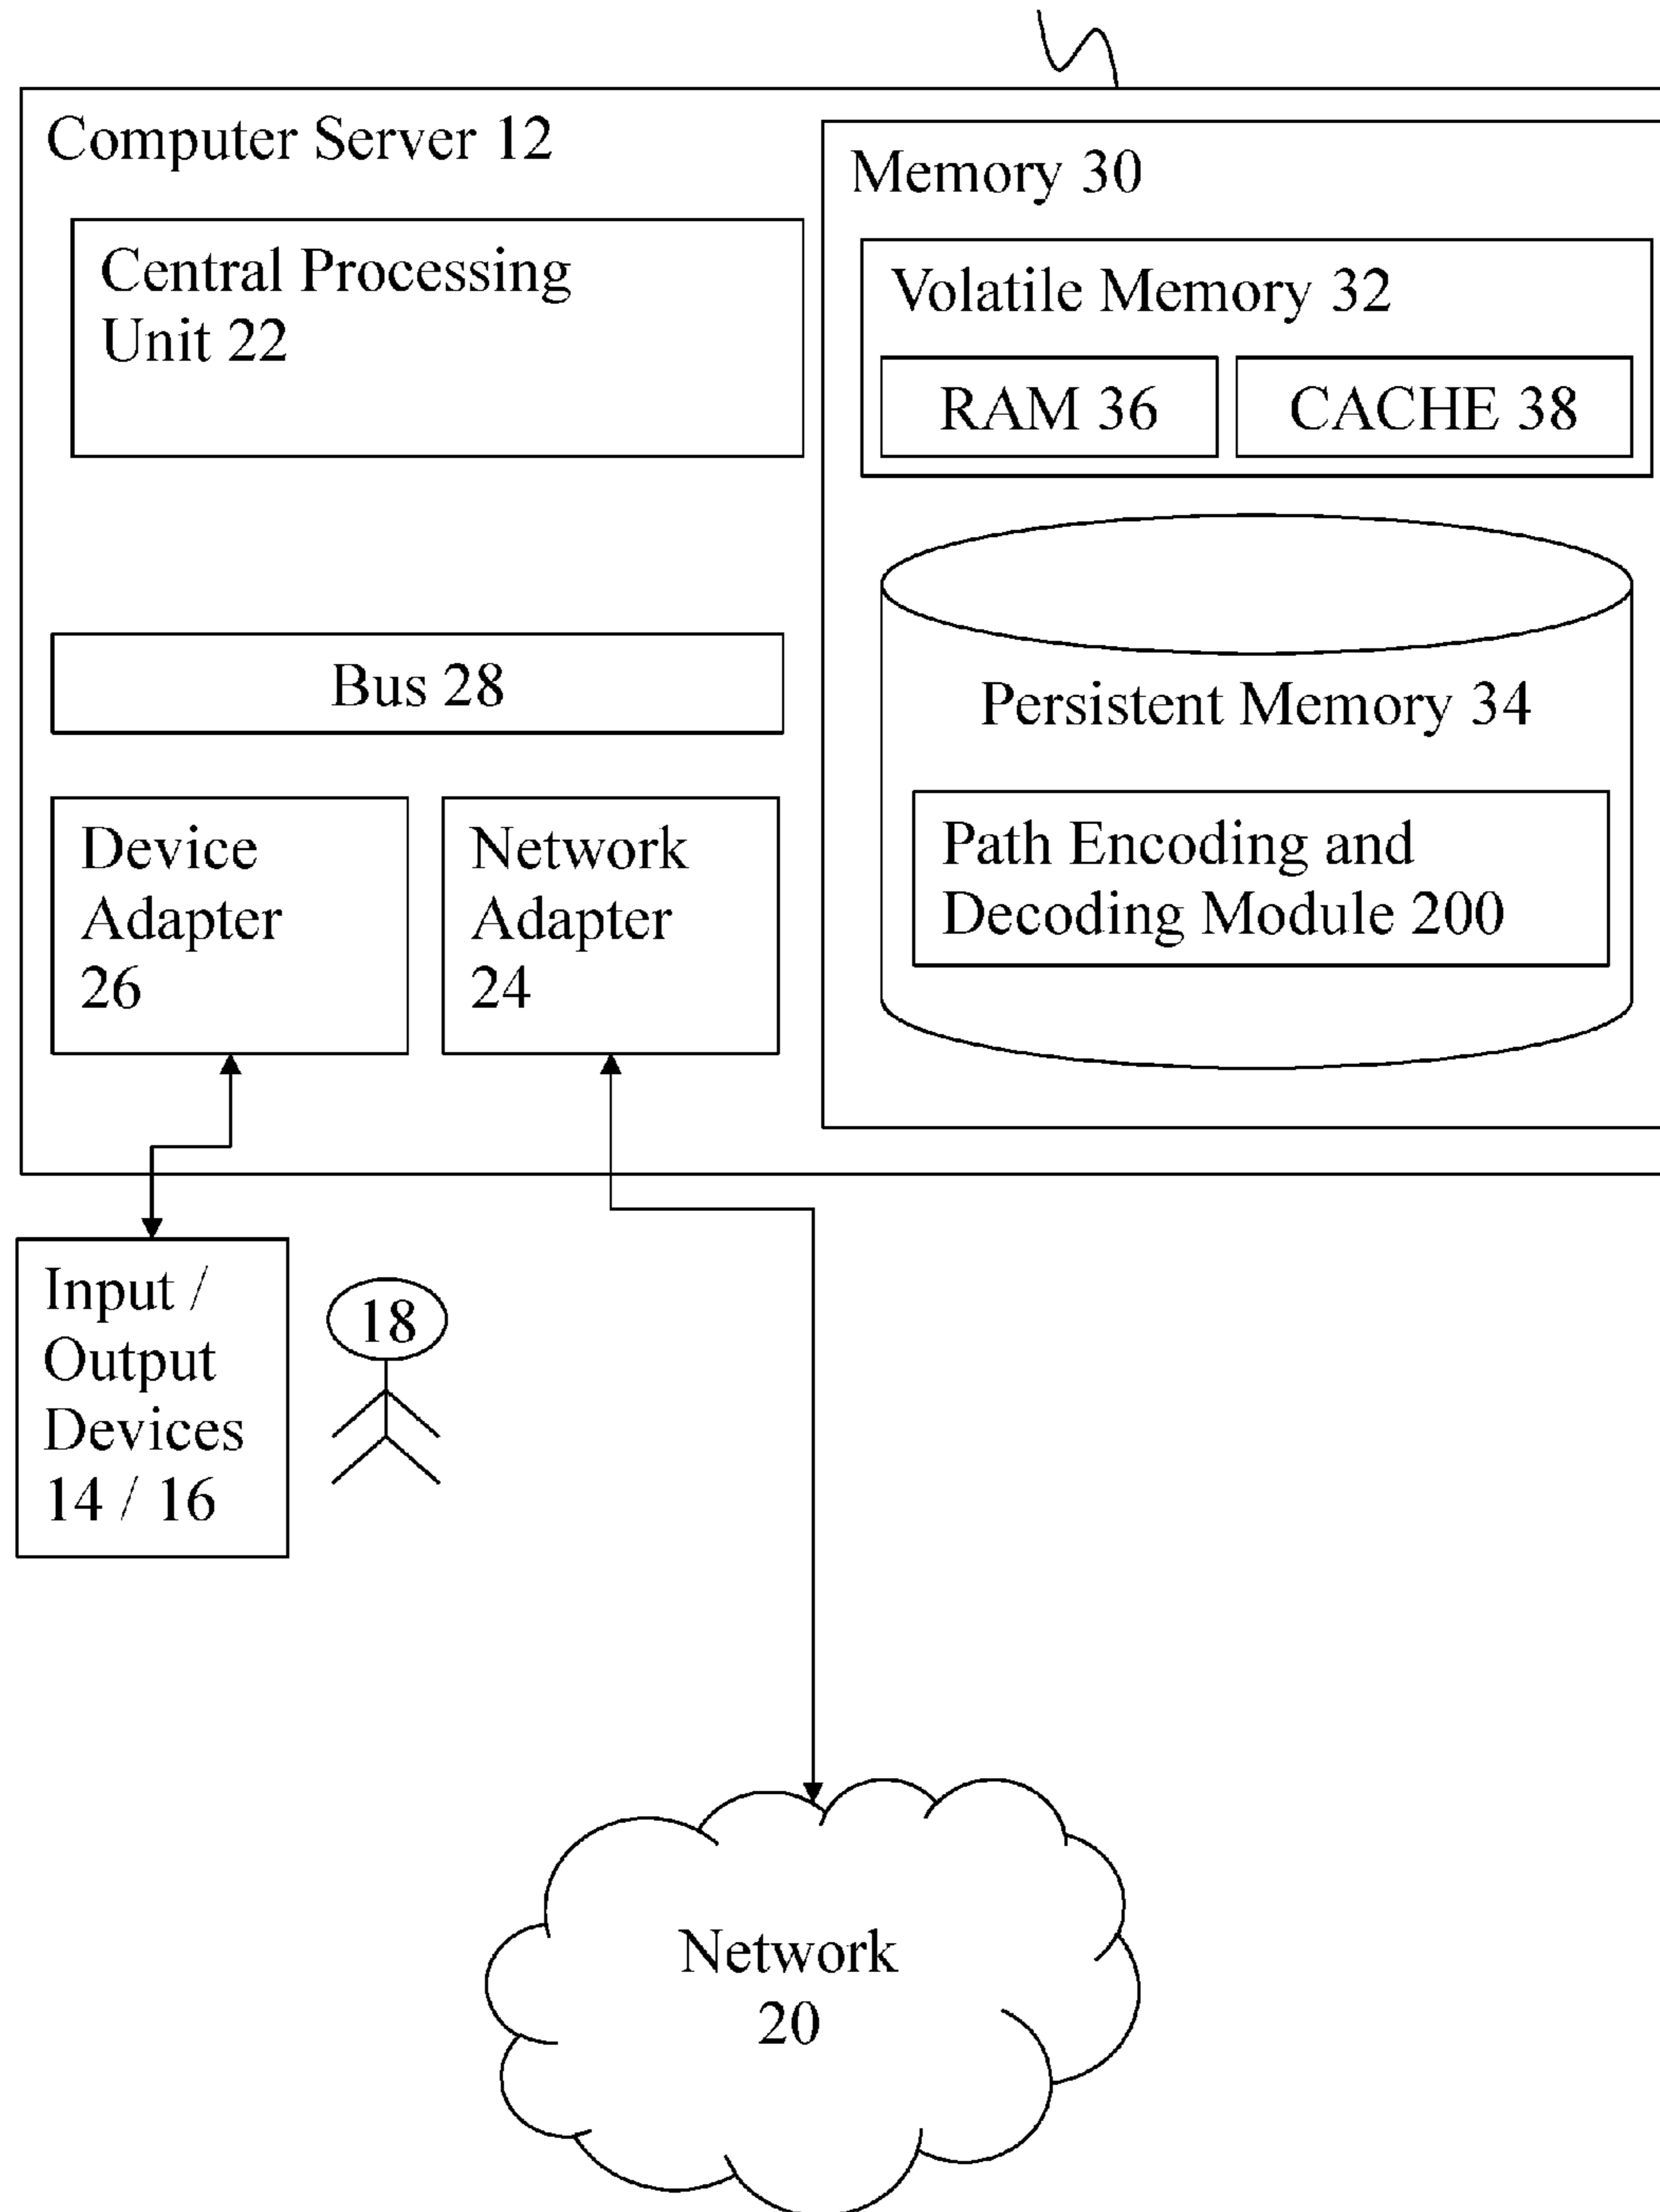 Computer Server 12
Central Processing
Unit 22
Memory 30
Volatile Memory 32
RAM 36
CACHE 38
Bus 28
Persistent Memory 34
Path Encoding and
Decoding Module 200
Device
Adapter
26
Network
Adapter
24
Input /
Output
Devices
14 / 16
18
Network
20